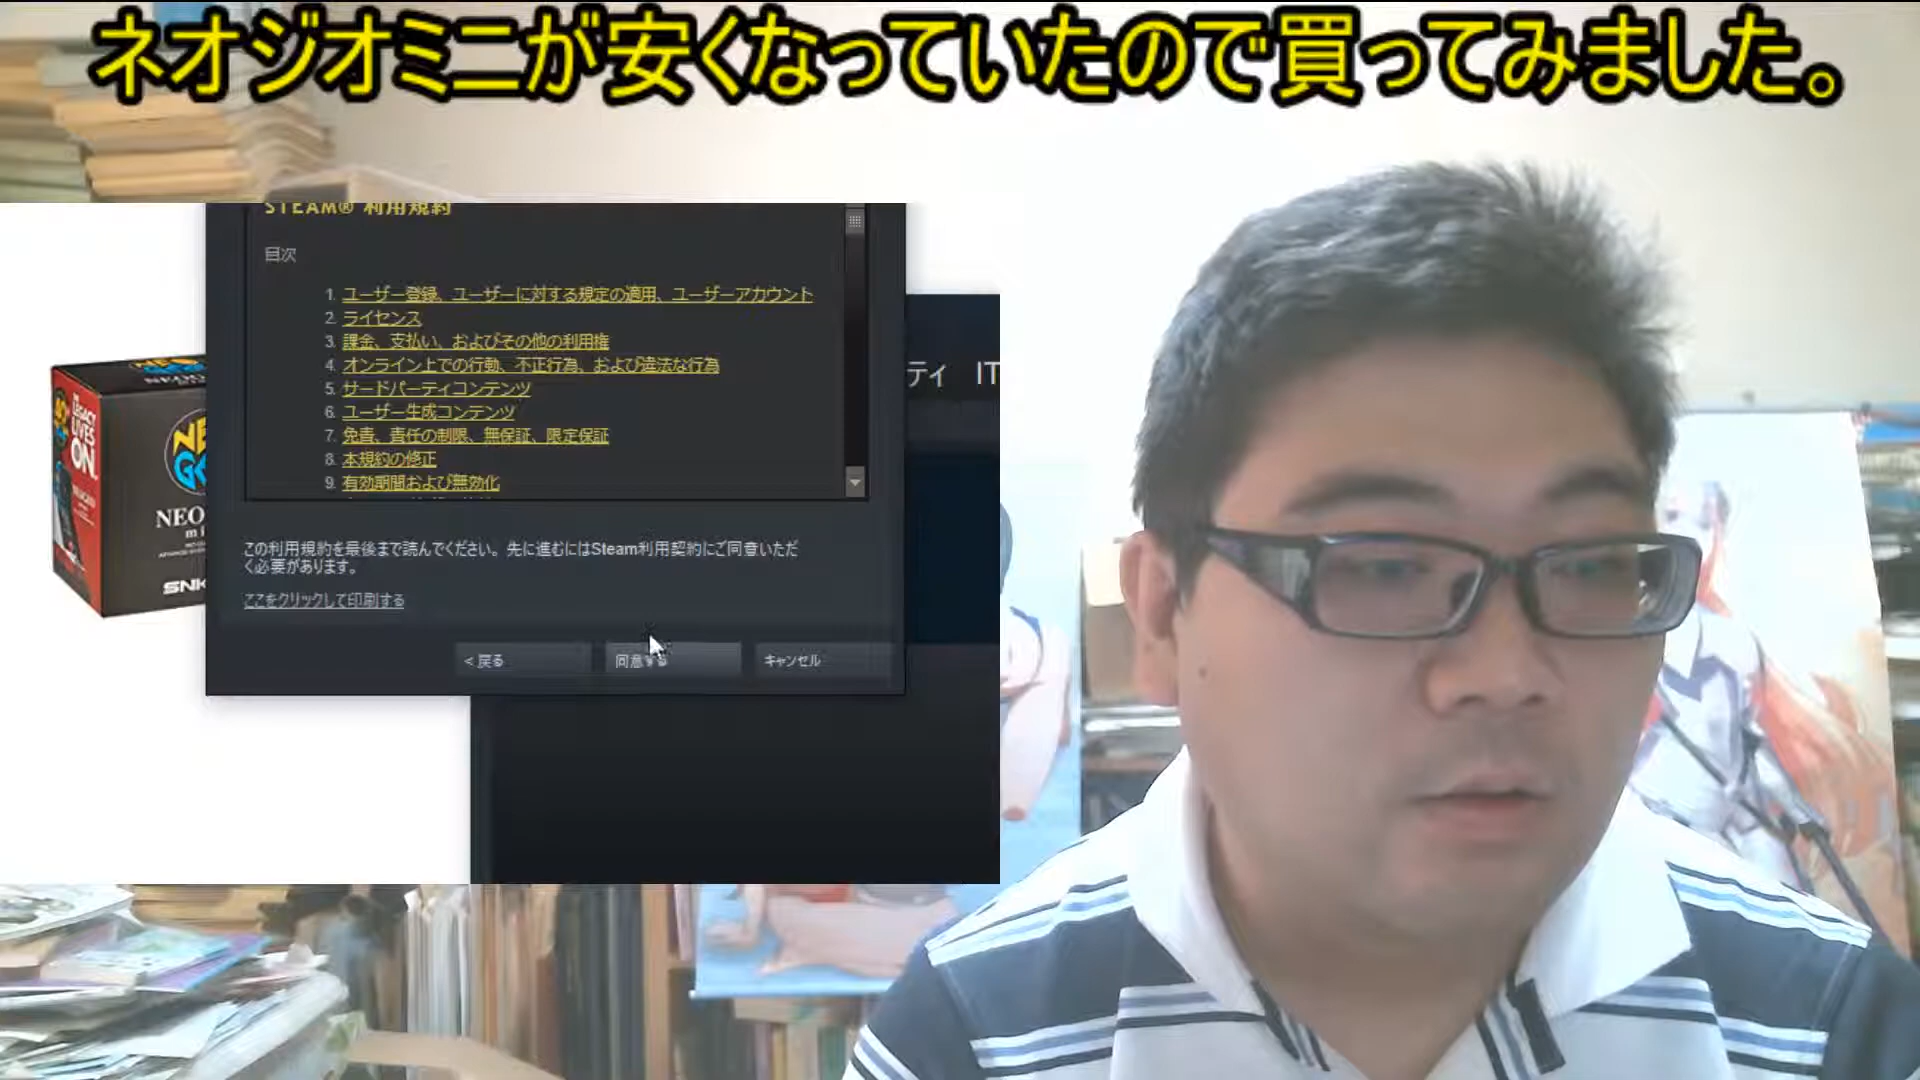 ネオジオミニが安くなっていたので買ってみました。
STEAM® 利用規約
目次
1. ユーザー登録、ユーザーに対する規定の適用、ユーザーアカウント
2. ライセンス
3. 課金、支払い、およびその他の利用権
4. オンライン上での行動、不正行為、および違法な行為
5. サードパーティコンテンツ
6. ユーザー生成コンテンツ
7. 免責、責任の制限、無保証、限定保証
8. 本規約の修正
9. 有効期間および無効化
この利用規約を最後まで読んでください。先に進むにはSteam利用契約にご同意いただ
く必要があります。
ここをクリックして印刷する
< 戻る
同意する
キャンセル
ティ IT
LEGACY
LIVES
ON.
NE
GE
NEO
mi
SNK